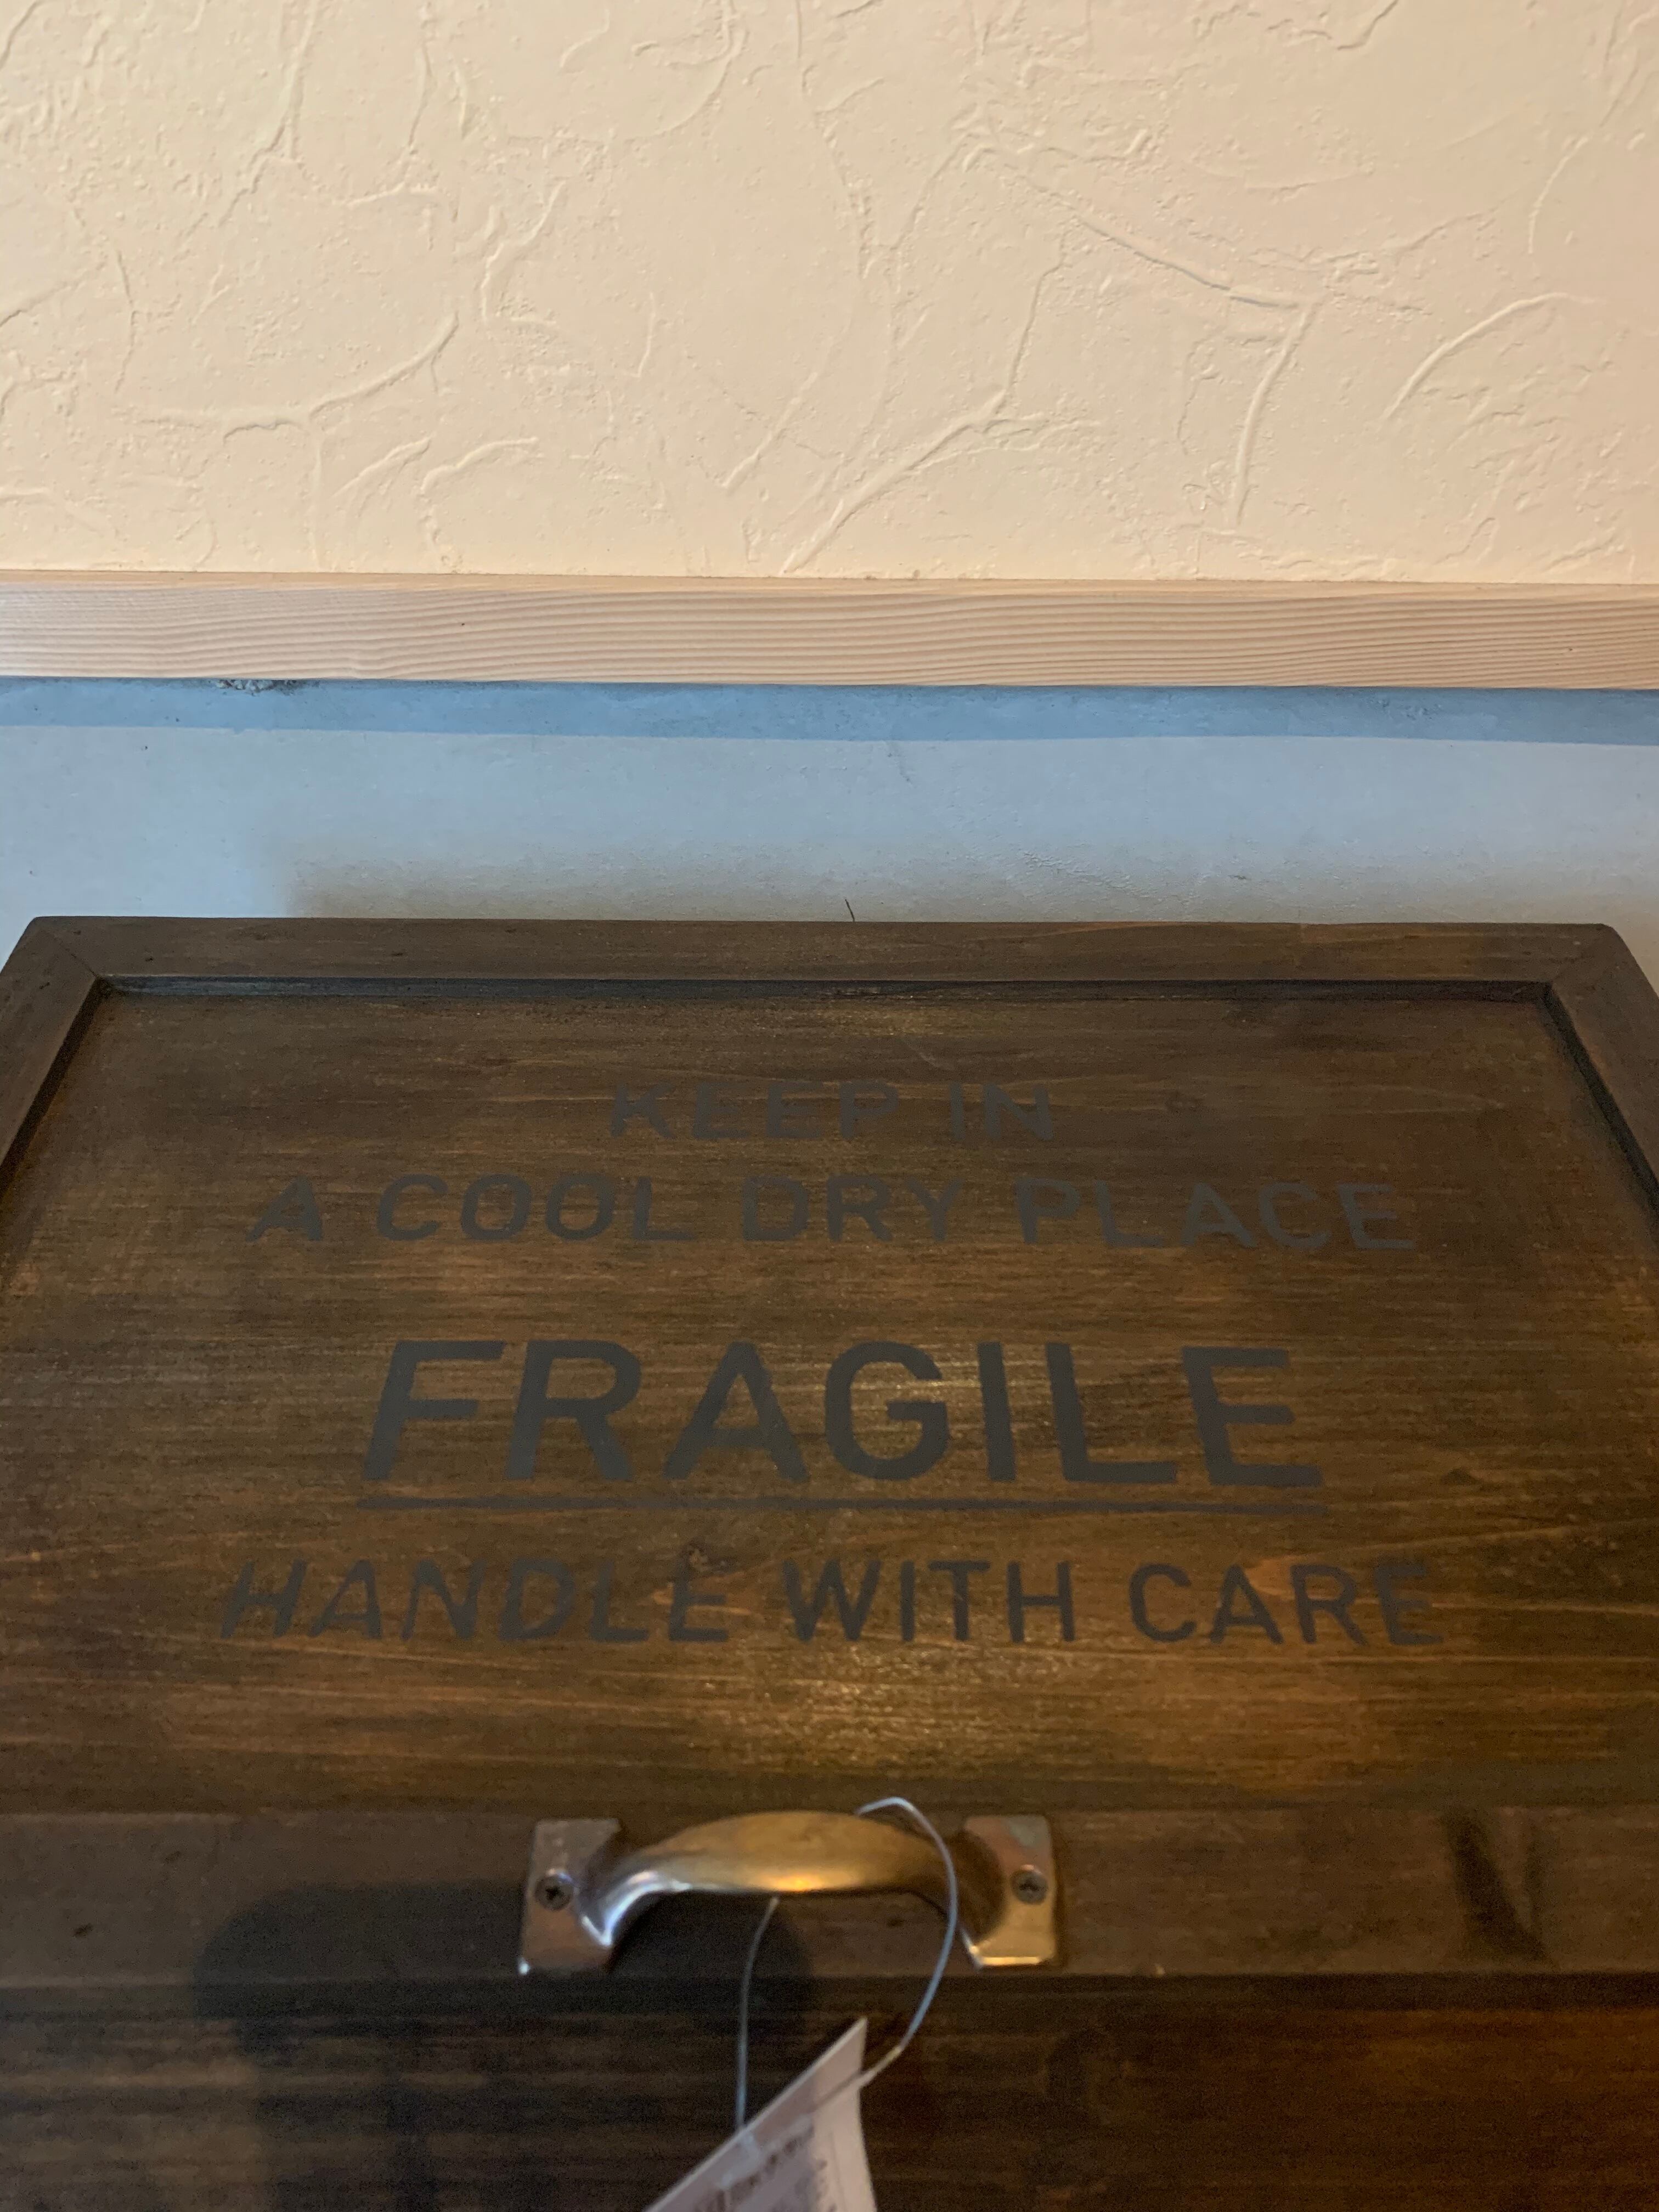 KEEP IN
A COOL DRY PLACE
FRAGILE
HANDLE WITH CARE